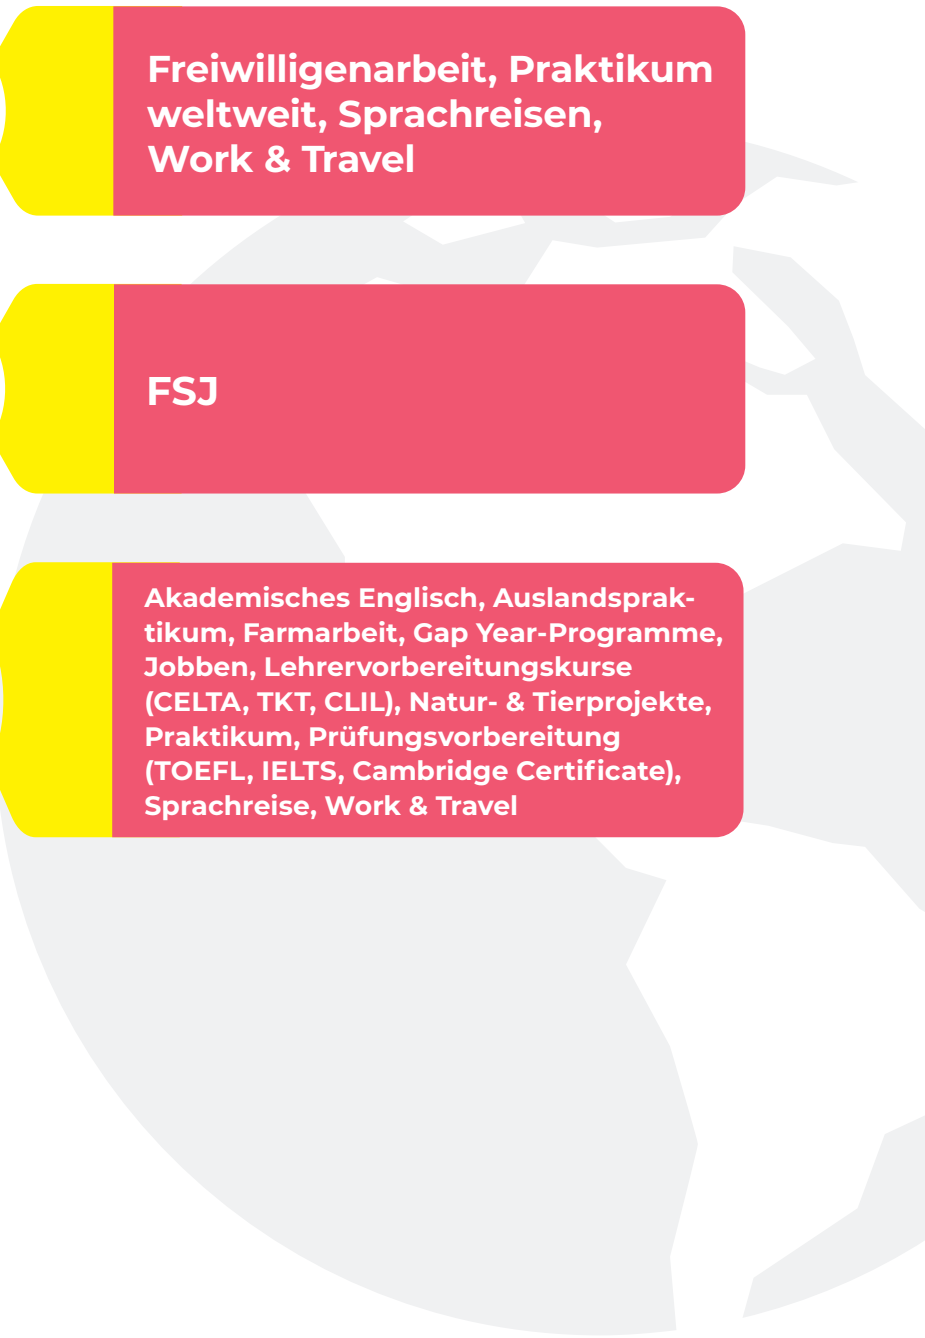 Freiwilligenarbeit, Praktikum
weltweit, Sprachreisen,
Work & Travel
FSJ
Akademisches Englisch, Auslandsprak-
tikum, Farmarbeit, Gap Year-Programme,
Jobben, Lehrervorbereitungskurse
(CELTA, TKT, CLIL), Natur- & Tierprojekte,
Praktikum, Prüfungsvorbereitung
(TOEFL, IELTS, Cambridge Certificate),
Sprachreise, Work & Travel